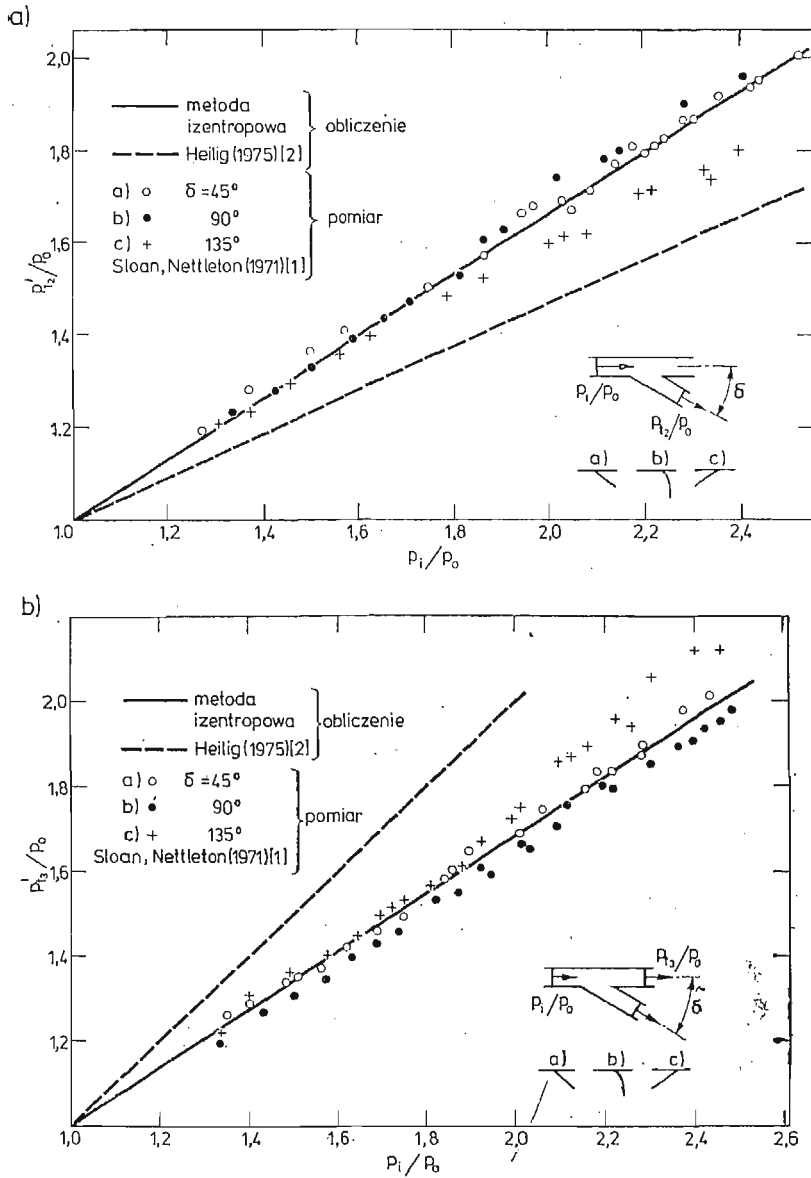 a)
2,0
1,8
1,6
1,4
1,2
p't2/p0
metoda
izentropowa
obliczenie
Heilig (1975) [2]
a) ○ δ = 45°
b) ● 90°
c) + 135°
pomiar
Sloan, Nettleton (1971) [1]
pi/p0
pt2/p0
δ
a) b) c)
1.0 1,2 1,4 1,6 1,8 2,0 2,2 2,4
pi/p0
b)
2,0
1,8
1,6
1,4
1,2
p't3/p0
metoda
izentropowa
obliczenie
Heilig (1975) [2]
a) ○ δ = 45°
b) ● 90°
c) + 135°
pomiar
Sloan, Nettleton (1971) [1]
pt3/p0
pi/p0
δ
a) b) c)
1,0 1,2 1,4 1,6 1,8 2,0 2,2 2,4 2,6
pi/p0